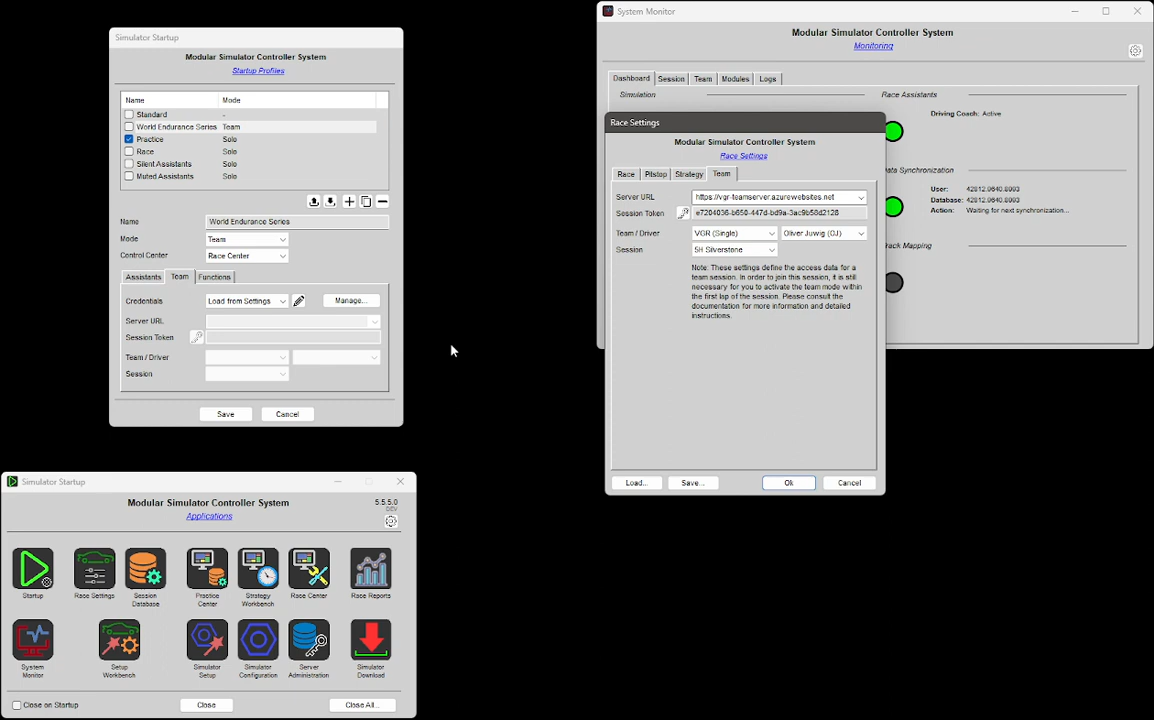 Simulator Startup
Modular Simulator Controller System
Startup Profiles
Name Mode
Standard -
World Endurance Series Team
Practice Solo
Race Solo
Silent Assistants Solo
Muted Assistants Solo
Name World Endurance Series
Mode Team
Control Center Race Center
Assistants Team Functions
Credentials Load from Settings Manage...
Server URL
Session Token
Team / Driver
Session
Save Cancel
System Monitor
Modular Simulator Controller System
Monitoring
Dashboard Session Team Modules Logs
Simulation Race Assistants
Driving Coach: Active
ata Synchronization
User: 42812.0640.8003
Database: 42812.0640.8003
Action: Waiting for next synchronization...
rack Mapping
Race Settings
Modular Simulator Controller System
Race Settings
Race Pitstop Strategy Team
Server URL https://vgr-teamserver.azurewebsites.net
Session Token e7204036-b650-447d-bd9a-3ac9b58d2128
Team / Driver VGR (Single) Oliver Juwig (OJ)
Session 5H Silverstone
Note: These settings define the access data for a
team session. In order to join this session, it is still
necessary for you to activate the team mode within
the first lap of the session. Please consult the
documentation for more information and detailed
instructions.
Load... Save... Ok Cancel
Simulator Startup
Modular Simulator Controller System
5.5.5.0
DEV
Applications
Startup
Race Settings
Session
Database
Practice
Center
Strategy
Workbench
Race Center
Race Reports
System
Monitor
Setup
Workbench
Simulator
Setup
Simulator
Configuration
Server
Administration
Simulator
Download
Close on Startup Close Close All...